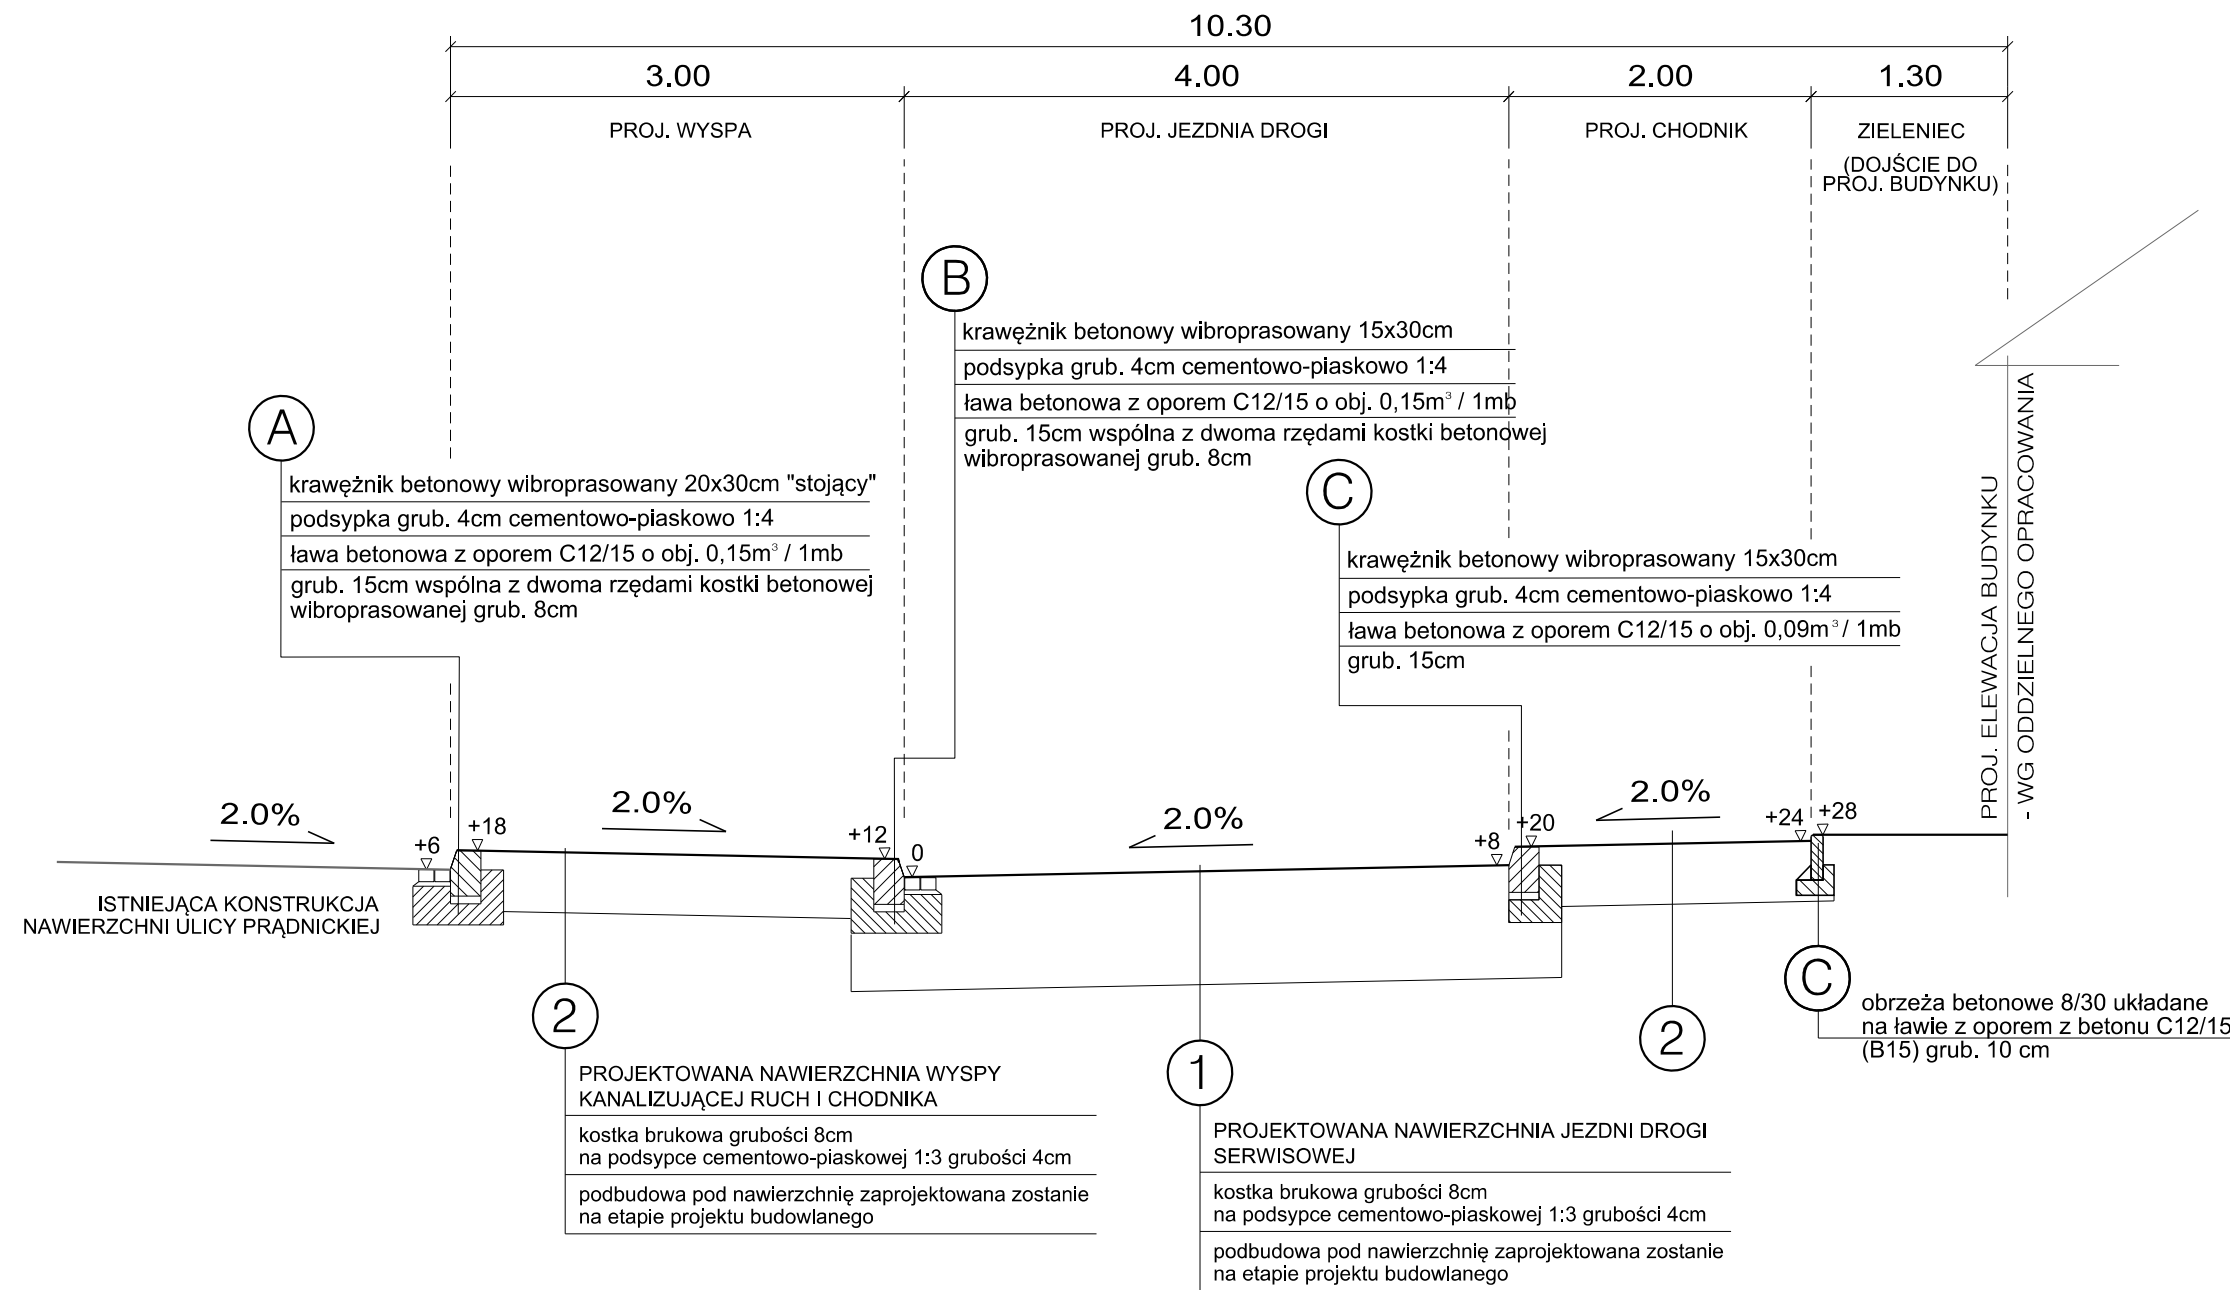 10.30
3.00
4.00
2.00
1.30
PROJ. WYSPA
PROJ. JEZDNIA DROGI
PROJ. CHODNIK
ZIELENIEC
(DOJŚCIE DO
PROJ. BUDYNKU)
B
krawężnik betonowy wibroprasowany 15x30cm
podsypka grub. 4cm cementowo-piaskowo 1:4
ława betonowa z oporem C12/15 o obj. 0,15m³ / 1mb
grub. 15cm wspólna z dwoma rzędami kostki betonowej
wibroprasowanej grub. 8cm
A
krawężnik betonowy wibroprasowany 20x30cm "stojący"
podsypka grub. 4cm cementowo-piaskowo 1:4
ława betonowa z oporem C12/15 o obj. 0,15m³ / 1mb
grub. 15cm wspólna z dwoma rzędami kostki betonowej
wibroprasowanej grub. 8cm
C
krawężnik betonowy wibroprasowany 15x30cm
podsypka grub. 4cm cementowo-piaskowo 1:4
ława betonowa z oporem C12/15 o obj. 0,09m³ / 1mb
grub. 15cm
PROJ. ELEWACJA BUDYNKU
- WG ODDZIELNEGO OPRACOWANIA
2.0%
2.0%
2.0%
2.0%
+6
+18
+12
0
+8
+20
+24
+28
ISTNIEJĄCA KONSTRUKCJA
NAWIERZCHNI ULICY PRĄDNICKIEJ
2
PROJEKTOWANA NAWIERZCHNIA WYSPY
KANALIZUJĄCEJ RUCH I CHODNIKA
kostka brukowa grubości 8cm
na podsypce cementowo-piaskowej 1:3 grubości 4cm
podbudowa pod nawierzchnię zaprojektowana zostanie
na etapie projektu budowlanego
1
PROJEKTOWANA NAWIERZCHNIA JEZDNI DROGI
SERWISOWEJ
kostka brukowa grubości 8cm
na podsypce cementowo-piaskowej 1:3 grubości 4cm
podbudowa pod nawierzchnię zaprojektowana zostanie
na etapie projektu budowlanego
2
C
obrzeża betonowe 8/30 układane
na ławie z oporem z betonu C12/15
(B15) grub. 10 cm